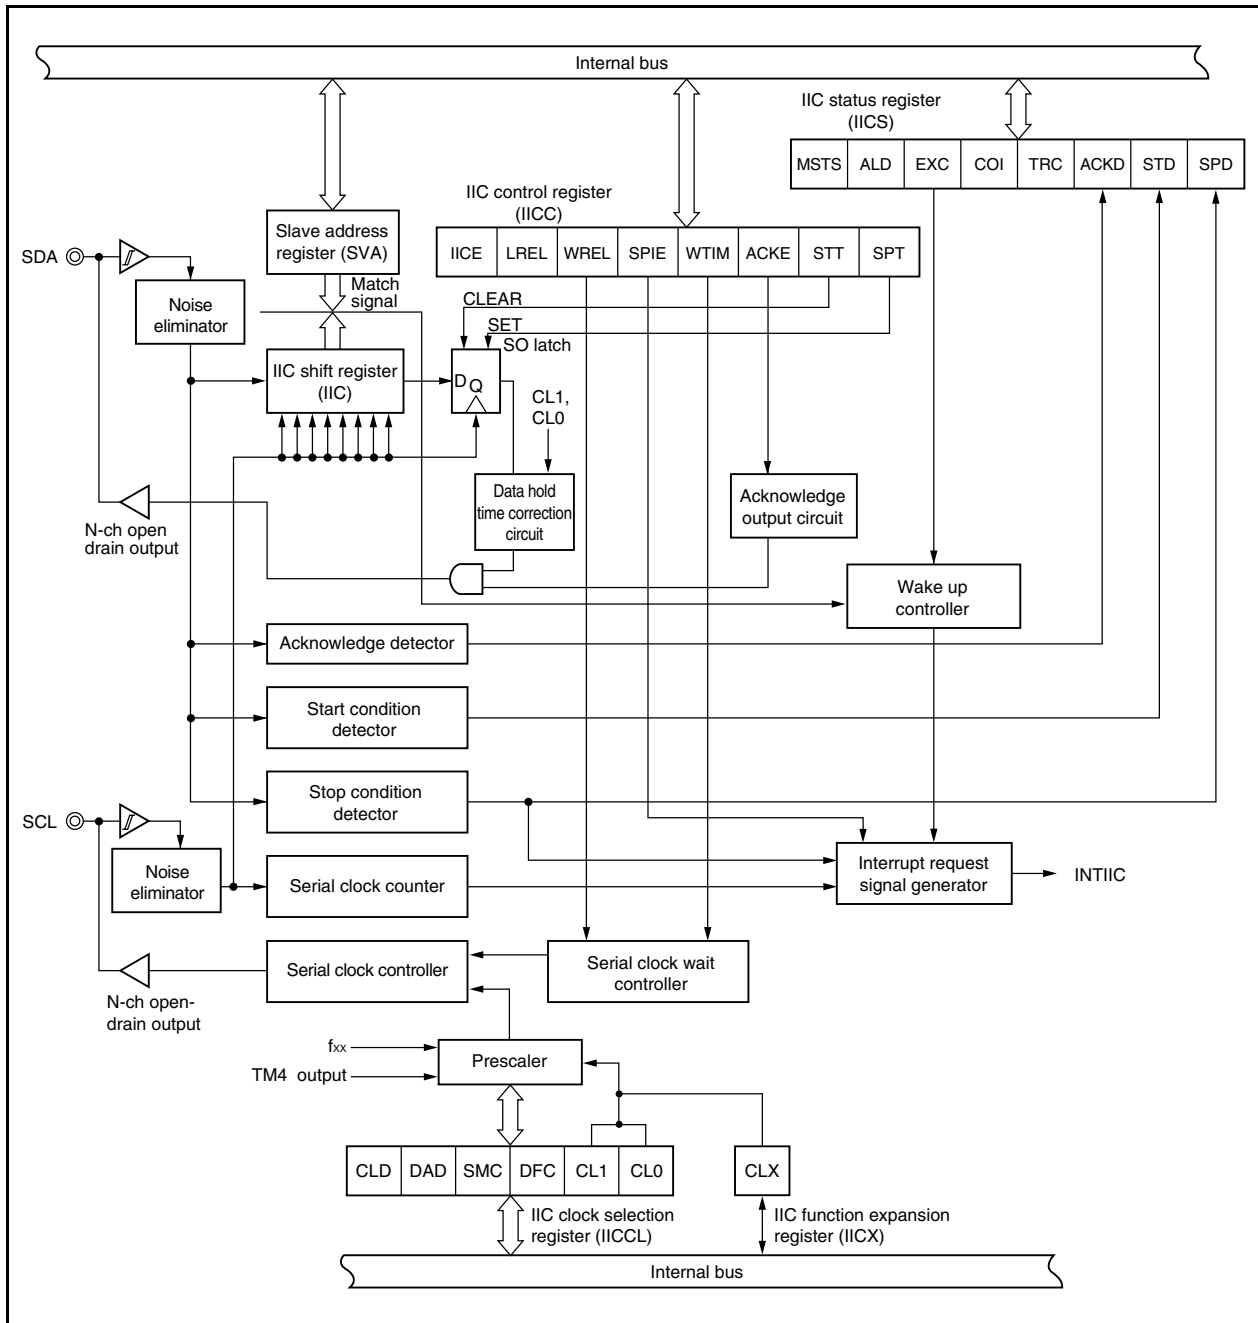 Internal bus
IIC status register
(IICS)
MSTS ALD EXC COI TRC ACKD STD SPD
IIC control register
(IICC)
Slave address
register (SVA)
IICE LREL WREL SPIE WTIM ACKE STT SPT
SDA
Match
signal
Noise
eliminator
CLEAR
SET
SO latch
IIC shift register
(IIC)
D Q
CL1,
CL0
Data hold
time correction
circuit
Acknowledge
output circuit
N-ch open
drain output
Wake up
controller
Acknowledge detector
Start condition
detector
Stop condition
detector
SCL
Noise
eliminator
Serial clock counter
Interrupt request
signal generator
INTIIC
Serial clock controller
Serial clock wait
controller
N-ch open-
drain output
fxx
TM4 output
Prescaler
CLD DAD SMC DFC CL1 CL0
CLX
IIC clock selection
register (IICCL)
IIC function expansion
register (IICX)
Internal bus